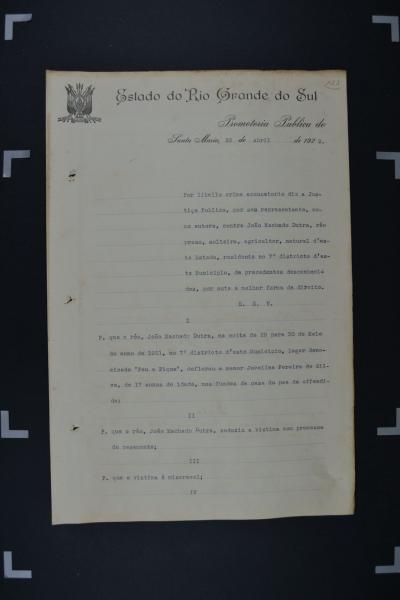 Estado do Rio Grande do Sul
Promotoria Publica de
Santa Maria, 22 de abril de 1922.
Por libello crime accusatorio diz a Jus-
tiça Publica, por seu representante, co-
mo autora, contra João Machado Dutra, réo
preso, solteiro, agricultor, natural d'es-
te Estado, residente no 7º districto d'es-
te Municipio, de precedentes desconheci-
dos, por esta e melhor forma de direito.
E. S. N.
I
P. que o réo, João Machado Dutra, na noite de 29 para 30 de Maio
do anno de 1921, no 7º districto d'este Municipio, logar deno-
minado "Pau a Pique", deflorou a menor Jovelina Pereira da Sil-
va, de 17 annos de idade, nos fundos da casa do pae da offendi-
da;
II
P. que o réo, João Machado Dutra, seduziu a victima com promessa
de casamento;
III
P. que a victima é miseravel;
IV